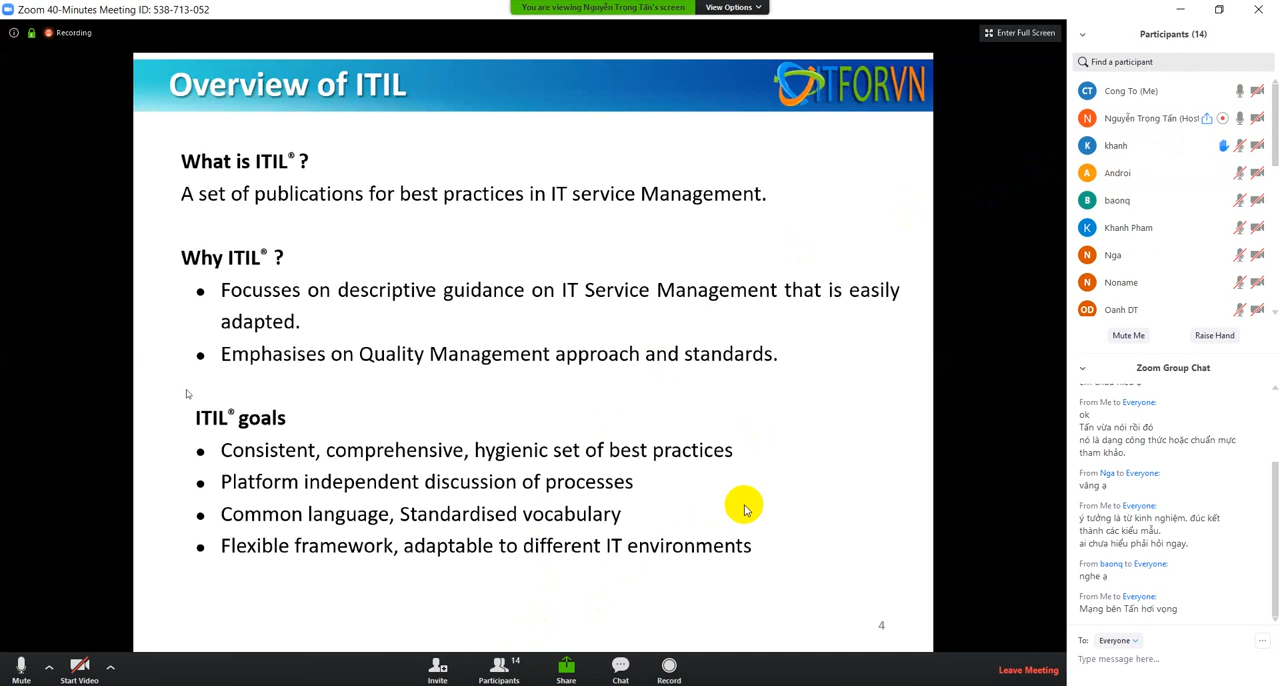 Zoom 40-Minutes Meeting ID: 538-713-052
You are viewing Nguyễn Trọng Tấn's screen
View Options
Recording
Enter Full Screen
Overview of ITIL
ITFORVN
What is ITIL® ?
A set of publications for best practices in IT service Management.
Why ITIL® ?
● Focusses on descriptive guidance on IT Service Management that is easily
adapted.
● Emphasises on Quality Management approach and standards.
ITIL® goals
● Consistent, comprehensive, hygienic set of best practices
● Platform independent discussion of processes
● Common language, Standardised vocabulary
● Flexible framework, adaptable to different IT environments
4
Participants (14)
Find a participant
CT Cong To (Me)
N Nguyễn Trọng Tấn (Host
K khanh
A Androi
B baonq
K Khanh Pham
N Nga
N Noname
OD Oanh DT
Mute Me
Raise Hand
Zoom Group Chat
From Me to Everyone:
ok
Tấn vừa nói rồi đó
nó là dạng công thức hoặc chuẩn mực
tham khảo.
From Nga to Everyone:
vâng ạ
From Me to Everyone:
ý tưởng là từ kinh nghiệm, đúc kết
thành các kiểu mẫu.
ai chưa hiểu phải hỏi ngay.
From baonq to Everyone:
nghe ạ
From Me to Everyone:
Mạng bên Tấn hơi vọng
To: Everyone
Type message here...
Mute
Start Video
Invite
14
Participants
Share
Chat
Record
Leave Meeting